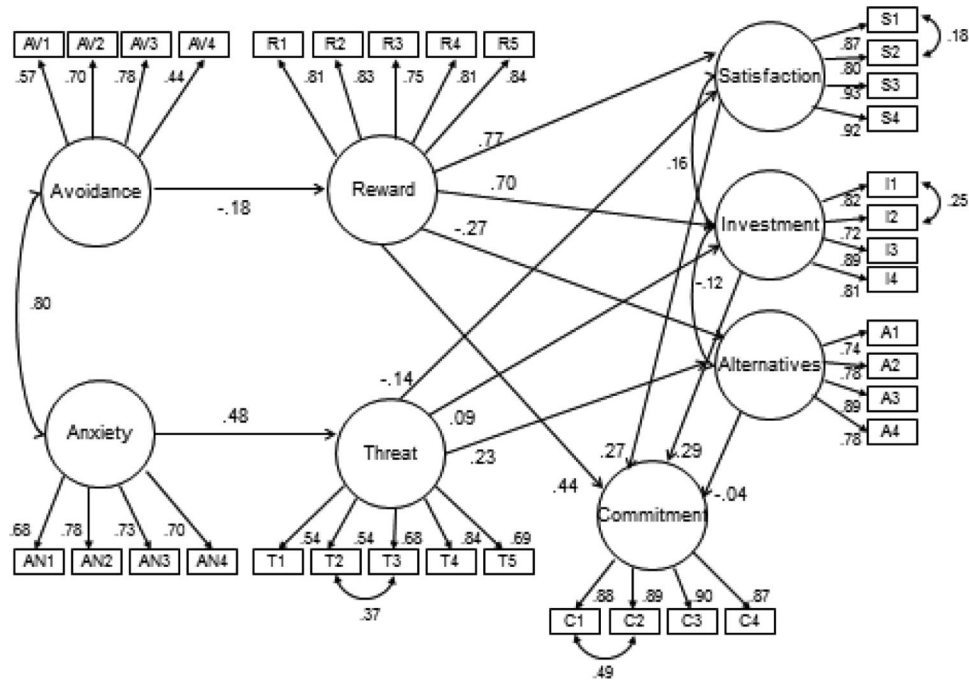 AV1 AV2 AV3 AV4
.57 .70 .78 .44
R1 R2 R3 R4 R5
.81 .83 .75 .81 .84
S1
.87
S2
.80
S3
.93
S4
.92
.18
Satisfaction
Avoidance
Reward
-.18
.77
.70
-.27
.16
I1
.82
I2
.72
I3
.89
I4
.81
.25
Investment
-.12
.80
A1
.74
A2
.78
A3
.89
A4
.78
Alternatives
Anxiety
.48
Threat
-.14
.09
.23
.44
.27
.29
-.04
Commitment
.68 .78 .73 .70
AN1 AN2 AN3 AN4
.54 .54 .68 .84 .69
T1 T2 T3 T4 T5
.37
.88 .89 .90 .87
C1 C2 C3 C4
.49